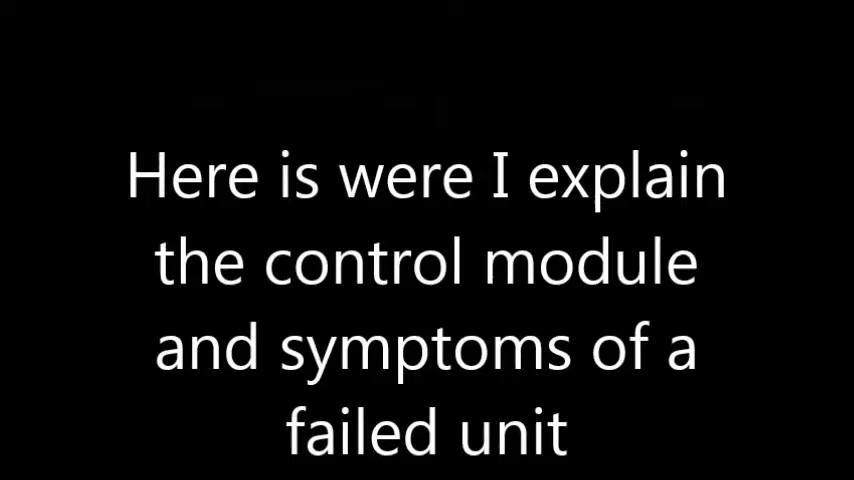 Here is were I explain
the control module
and symptoms of a
failed unit